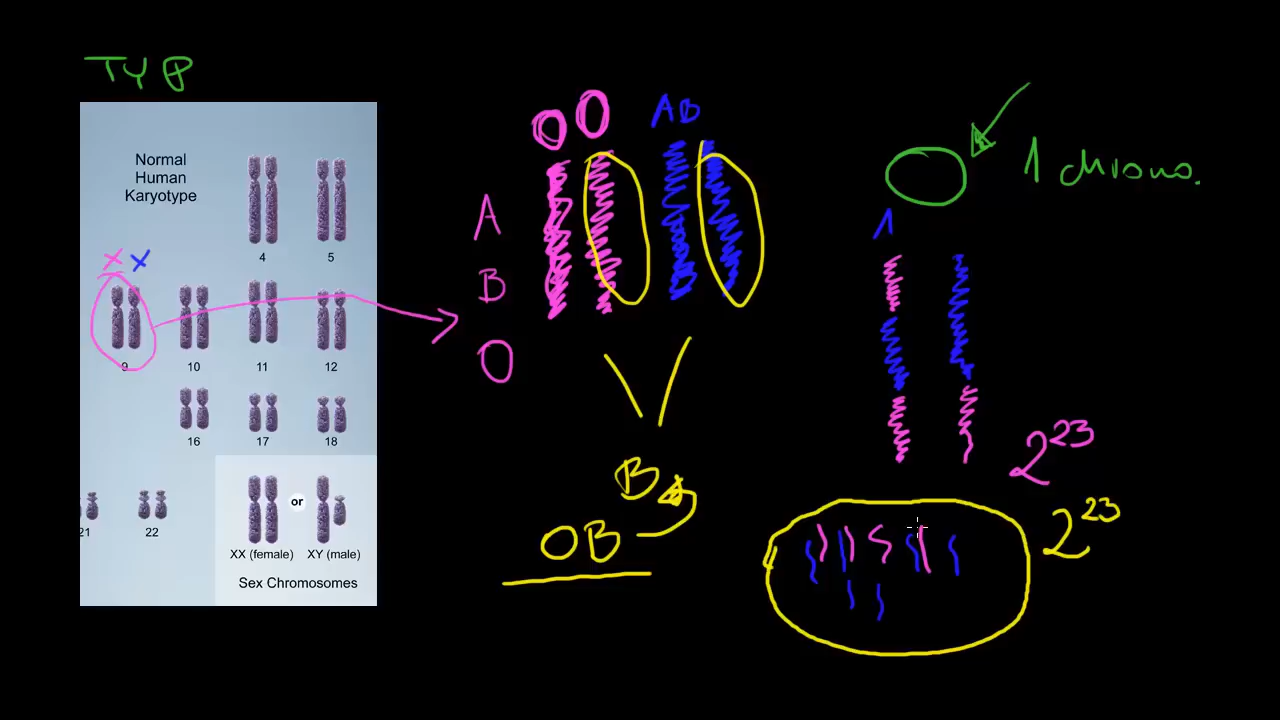 TYP
Normal
Human
Karyotype
4 5
X X
9 10 11 12
16 17 18
21 22
or
XX (female) XY (male)
Sex Chromosomes
O O AB
A
B
O
B
OB
1 chromo.
1
2^23
2^23